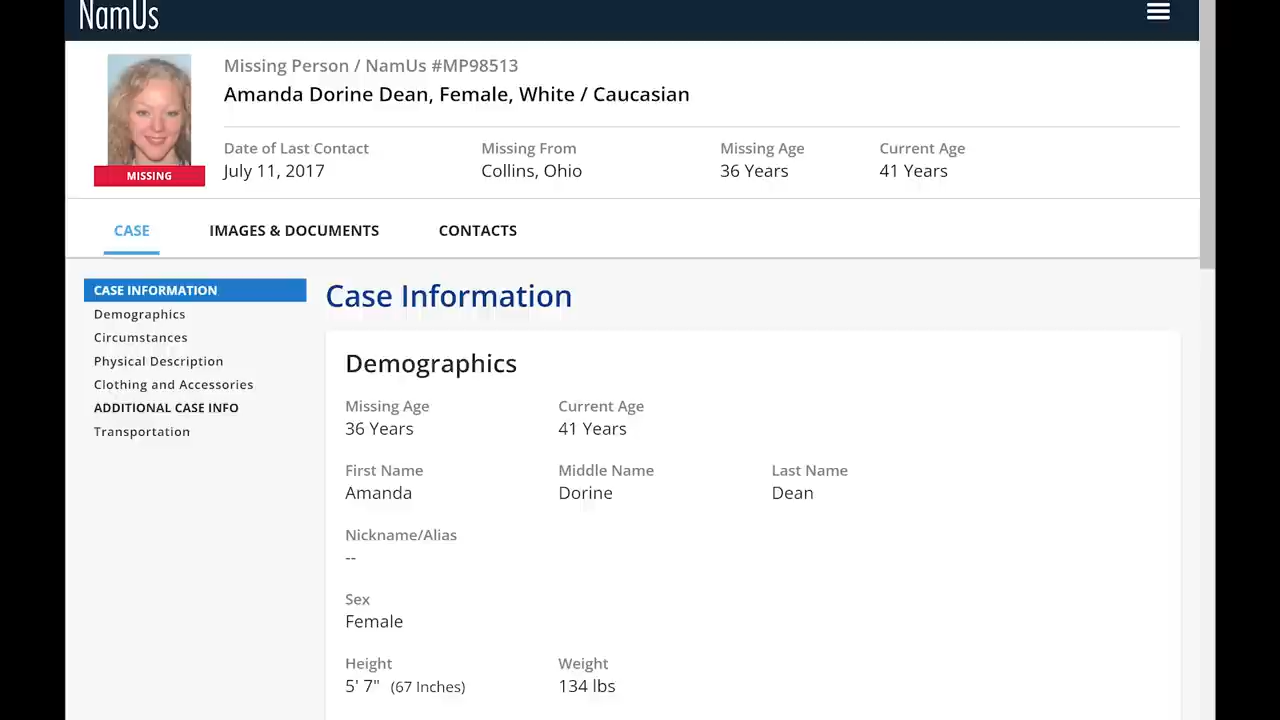 NamUs
Missing Person / NamUs #MP98513
Amanda Dorine Dean, Female, White / Caucasian
MISSING
Date of Last Contact Missing From Missing Age Current Age
July 11, 2017 Collins, Ohio 36 Years 41 Years
CASE IMAGES & DOCUMENTS CONTACTS
CASE INFORMATION
Demographics
Circumstances
Physical Description
Clothing and Accessories
ADDITIONAL CASE INFO
Transportation
Case Information
Demographics
Missing Age Current Age
36 Years 41 Years
First Name Middle Name Last Name
Amanda Dorine Dean
Nickname/Alias
--
Sex
Female
Height Weight
5' 7" (67 Inches) 134 lbs